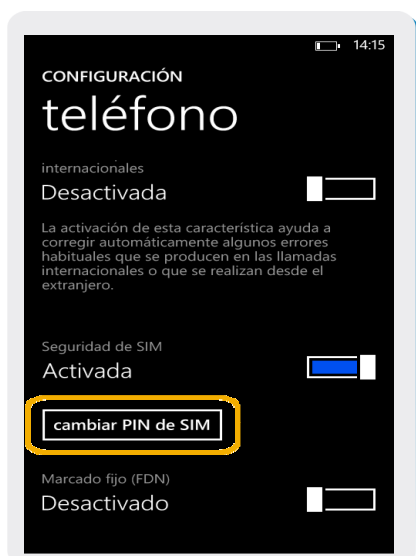 14:15
CONFIGURACIÓN
teléfono
internacionales
Desactivada
La activación de esta característica ayuda a
corregir automáticamente algunos errores
habituales que se producen en las llamadas
internacionales o que se realizan desde el
extranjero.
Seguridad de SIM
Activada
cambiar PIN de SIM
Marcado fijo (FDN)
Desactivado